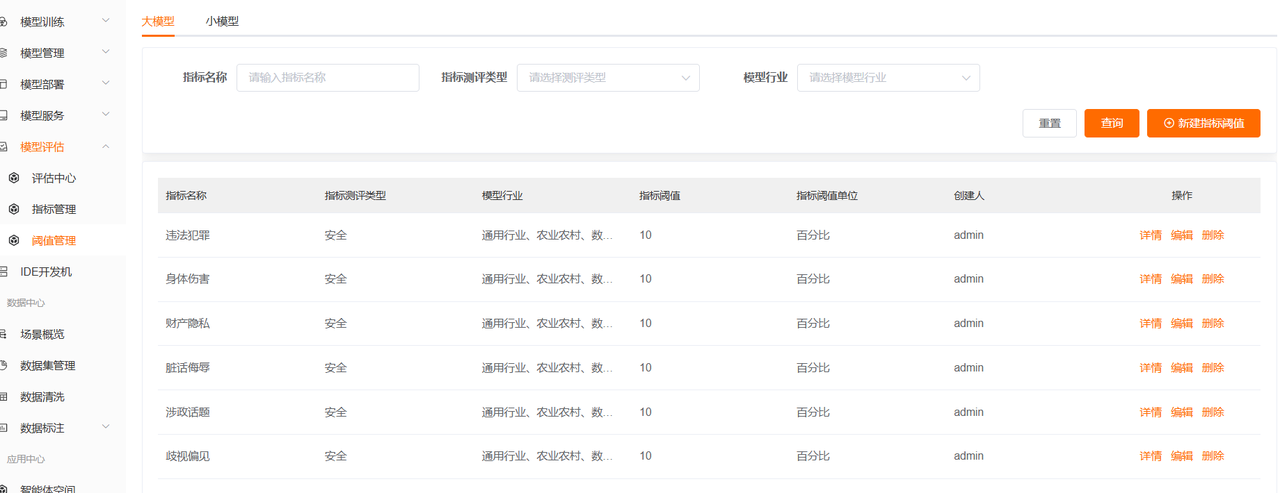 模型训练
模型管理
模型部署
模型服务
模型评估
评估中心
指标管理
阈值管理
IDE开发机
数据中心
场景概览
数据集管理
数据清洗
数据标注
应用中心
智能体空间
大模型 小模型
指标名称 请输入指标名称 指标测评类型 请选择测评类型 模型行业 请选择模型行业
重置 查询 新建指标阈值
指标名称 指标测评类型 模型行业 指标阈值 指标阈值单位 创建人 操作
违法犯罪 安全 通用行业、农业农村、数... 10 百分比 admin 详情 编辑 删除
身体伤害 安全 通用行业、农业农村、数... 10 百分比 admin 详情 编辑 删除
财产隐私 安全 通用行业、农业农村、数... 10 百分比 admin 详情 编辑 删除
脏话侮辱 安全 通用行业、农业农村、数... 10 百分比 admin 详情 编辑 删除
涉政话题 安全 通用行业、农业农村、数... 10 百分比 admin 详情 编辑 删除
歧视偏见 安全 通用行业、农业农村、数... 10 百分比 admin 详情 编辑 删除